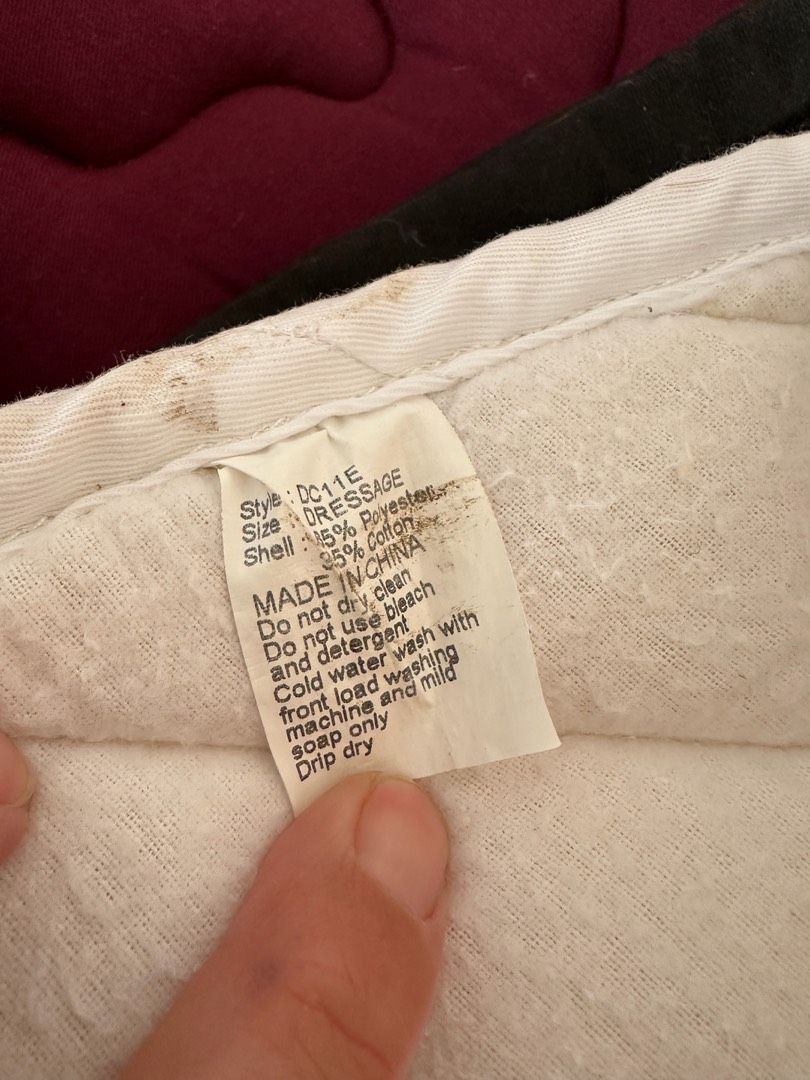 Style : DC11E
Size : DRESSAGE
Shell : 35% Polyester
35% Cotton
MADE IN CHINA
Do not dry clean
Do not use bleach
and detergent
Cold water wash with
front load washing
machine and mild
soap only
Drip dry